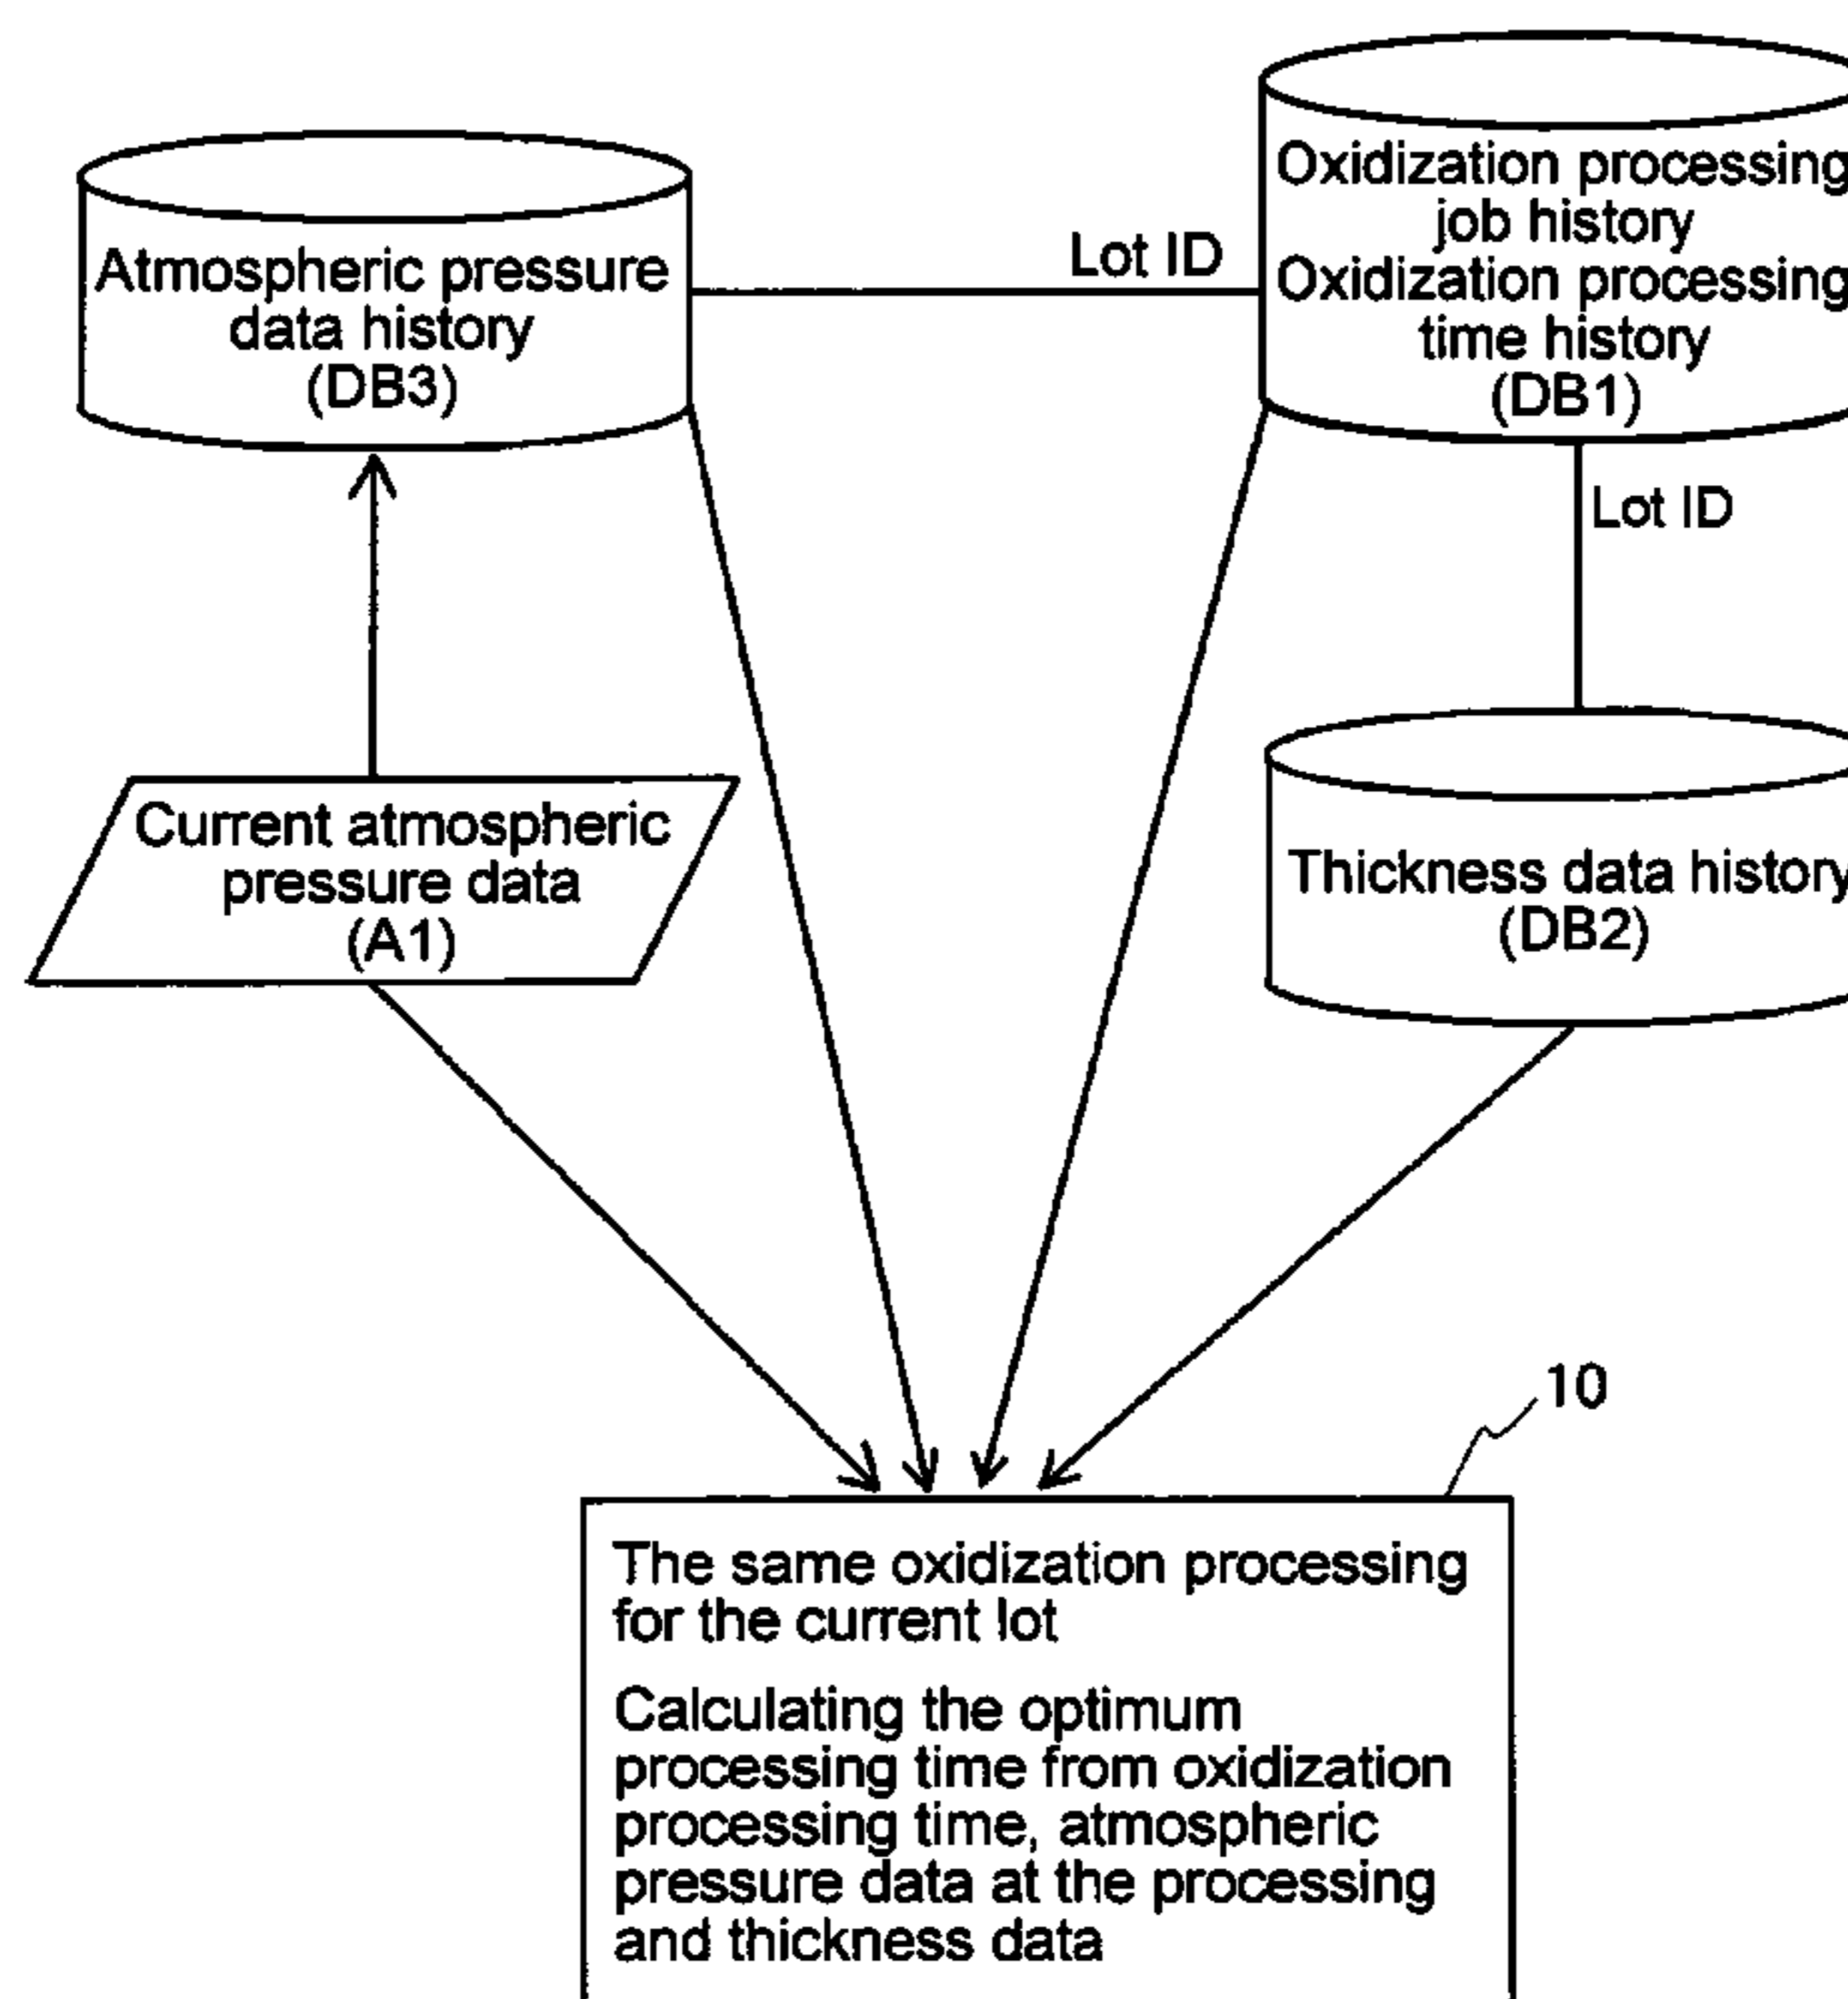 Atmospheric pressure
data history
(DB3)
Lot ID
Oxidization processing
job history
Oxidization processing
time history
(DB1)
Lot ID
Current atmospheric
pressure data
(A1)
Thickness data history
(DB2)
10
The same oxidization processing
for the current lot
Calculating the optimum
processing time from oxidization
processing time, atmospheric
pressure data at the processing
and thickness data